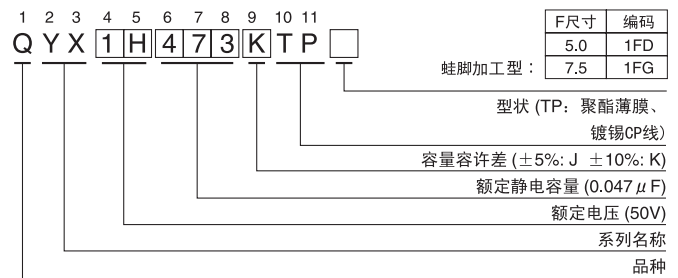 1 2 3 4 5 6 7 8 9 10 11
Q Y X 1 H 4 7 3 K T P
F尺寸 编码
5.0 1FD
7.5 1FG
蛙脚加工型：
型状 (TP：聚酯薄膜、
镀锡CP线)
容量容许差 (±5%: J ±10%: K)
额定静电容量 (0.047μF)
额定电压 (50V)
系列名称
品种